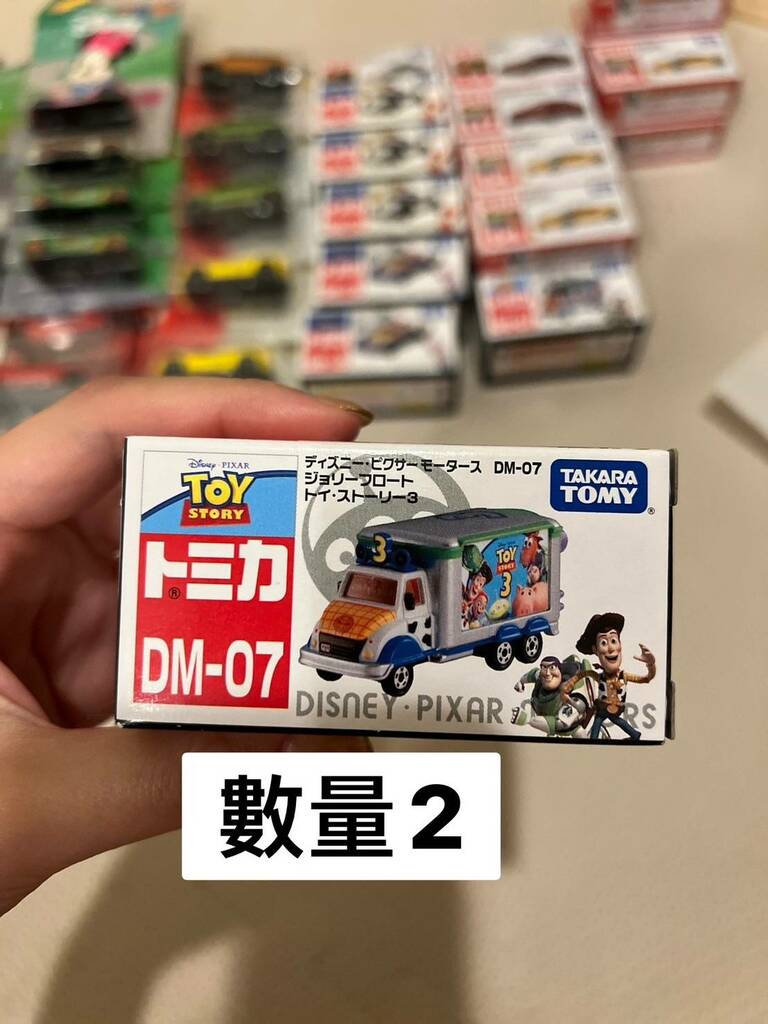 Disney · PIXAR
TOY
STORY
トミカ
®
DM-07
ディズニー・ピクサー モータース DM-07
ジョリーフロート
トイ・ストーリー3
TAKARA
TOMY
®
3
TOY
STORY
3
DISNEY · PIXAR
RS
數量2